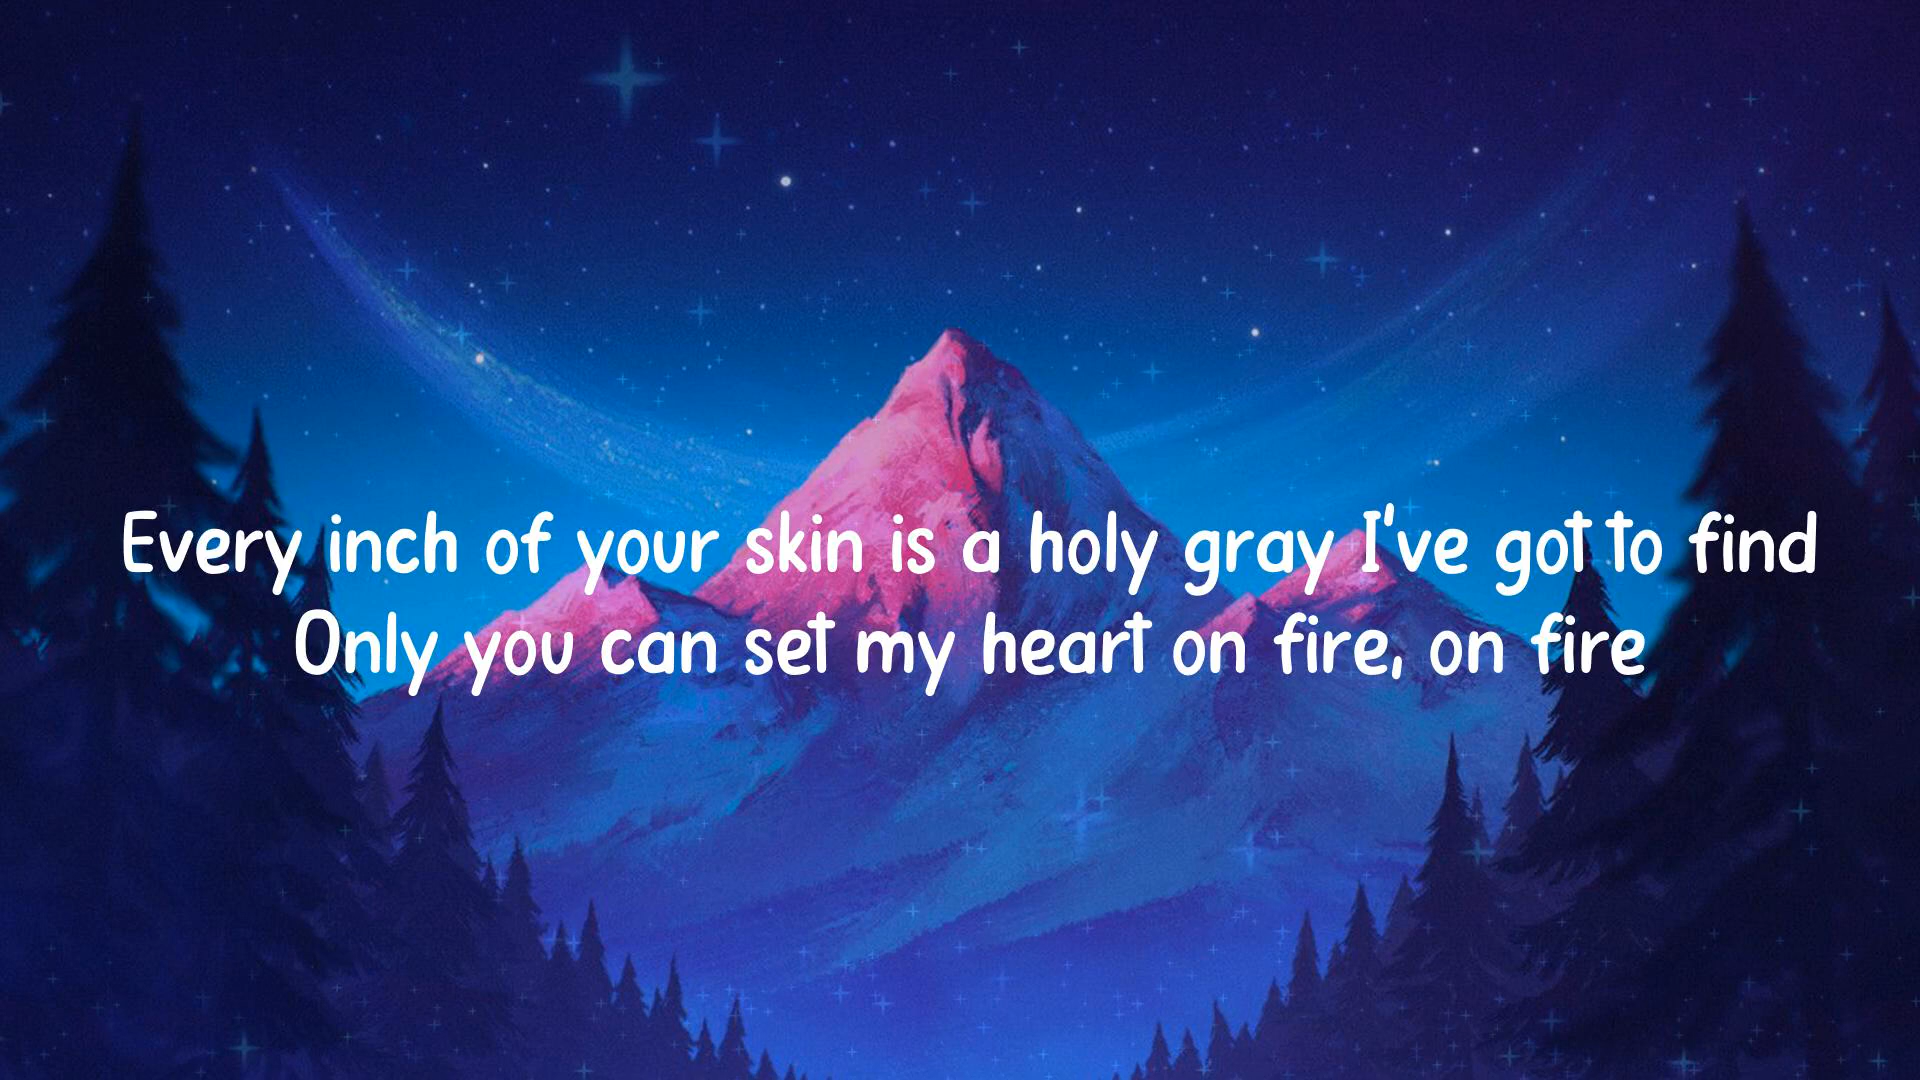 Every inch of your skin is a holy gray I've got to find
Only you can set my heart on fire, on fire